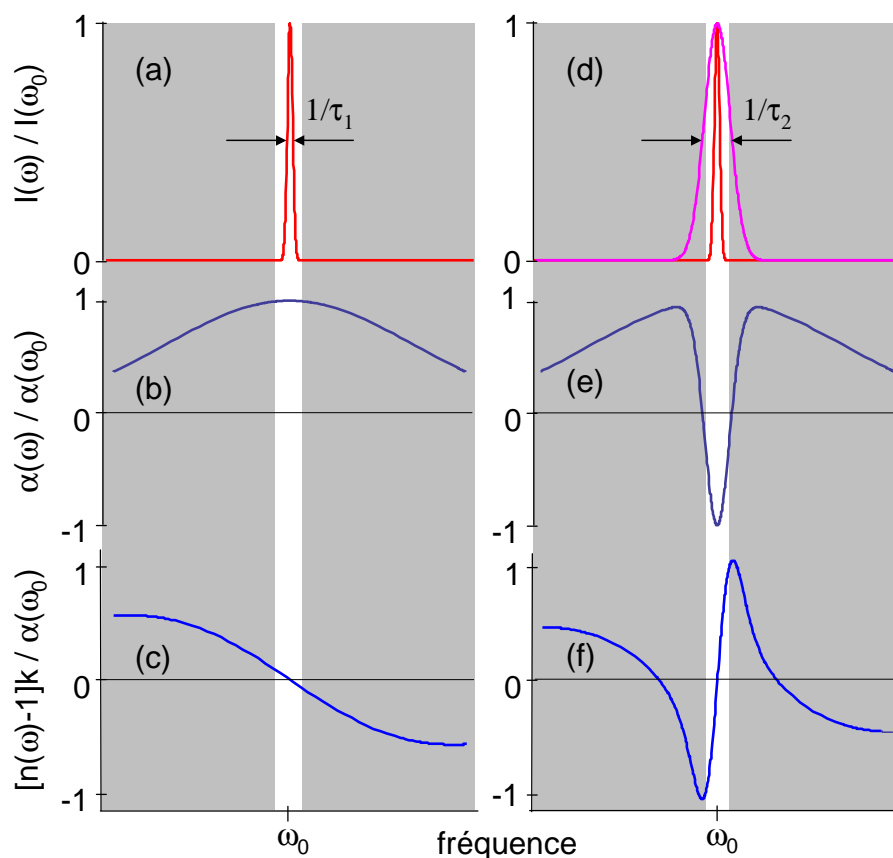 I(ω) / I(ω0)
1
0
(a)
1/τ1
1
0
(d)
1/τ2
α(ω) / α(ω0)
1
0
-1
(b)
1
0
-1
(e)
[n(ω)-1]k / α(ω0)
1
0
-1
(c)
1
0
-1
(f)
ω0
fréquence
ω0